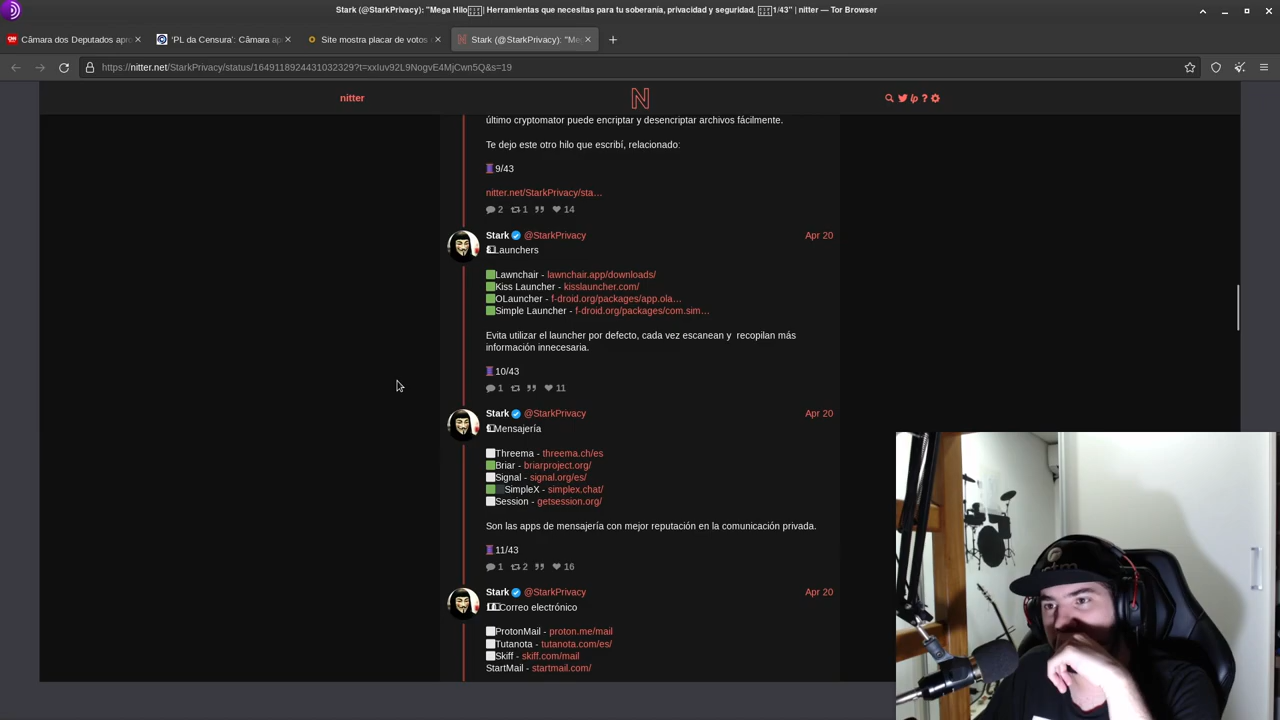 Stark (@StarkPrivacy): "Mega Hilo | Herramientas que necesitas para tu soberanía, privacidad y seguridad. 1/43" | nitter — Tor Browser
Câmara dos Deputados apro
'PL da Censura': Câmara ap
Site mostra placar de votos
Stark (@StarkPrivacy): "Me
https://nitter.net/StarkPrivacy/status/1649118924431032329?t=xxIuv92L9NogvE4MjCwn5Q&s=19
nitter
último cryptomator puede encriptar y desencriptar archivos fácilmente.
Te dejo este otro hilo que escribí, relacionado:
9/43
nitter.net/StarkPrivacy/sta…
2 1 14
Stark @StarkPrivacy Apr 20
Launchers
Lawnchair - lawnchair.app/downloads/
Kiss Launcher - kisslauncher.com/
OLauncher - f-droid.org/packages/app.ola…
Simple Launcher - f-droid.org/packages/com.sim…
Evita utilizar el launcher por defecto, cada vez escanean y recopilan más
información innecesaria.
10/43
1 11
Stark @StarkPrivacy Apr 20
Mensajería
Threema - threema.ch/es
Briar - briarproject.org/
Signal - signal.org/es/
SimpleX - simplex.chat/
Session - getsession.org/
Son las apps de mensajería con mejor reputación en la comunicación privada.
11/43
1 2 16
Stark @StarkPrivacy Apr 20
Correo electrónico
ProtonMail - proton.me/mail
Tutanota - tutanota.com/es/
Skiff - skiff.com/mail
StartMail - startmail.com/